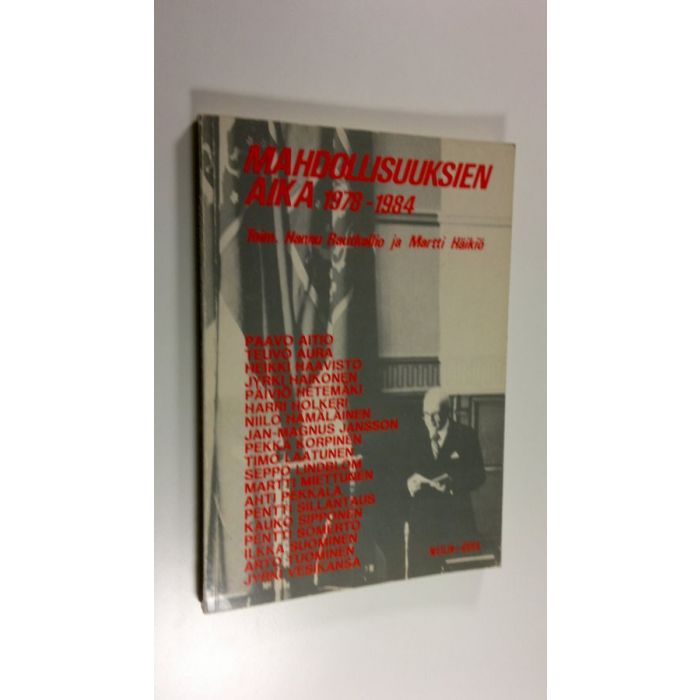 MAHDOLLISUUKSIEN
AIKA 1978-1984
Toim. Hannu Rautkallio ja Martti Häikiö
PAAVO AITIO
TEUVO AURA
HEIKKI HAAVISTO
JYRKI HAIKONEN
PÄIVIÖ HETEMÄKI
HARRI HOLKERI
NIILO HÄMÄLÄINEN
JAN-MAGNUS JANSSON
PEKKA KORPINEN
TIMO LAATUNEN
SEPPO LINDBLOM
MARTTI MIETTUNEN
AHTI PEKKALA
PENTTI SILLANTAUS
KAUKO SIPPONEN
PENTTI SOMERTO
ILKKA SUOMINEN
ARTO TUOMINEN
JYRKI VESIKANSA
WEILIN+GÖÖS